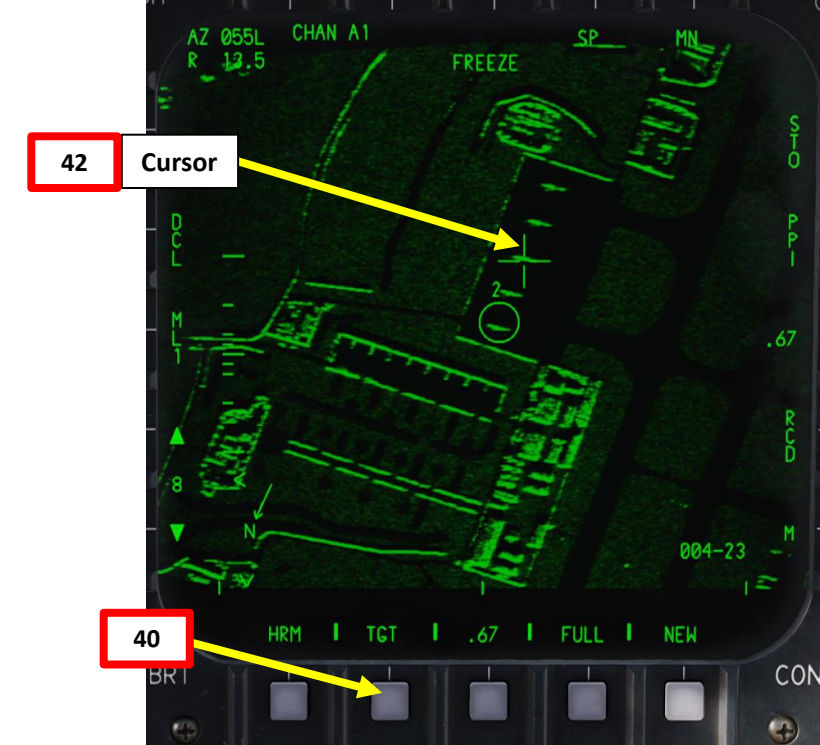 AZ 055L CHAN A1 SP MN
R 13.5 FREEZE
STO
42 Cursor
DCL
PPI
2
ML1
.67
RCD
8
N
M
004-23
HRM TGT .67 FULL NEW
40
BRT
CON